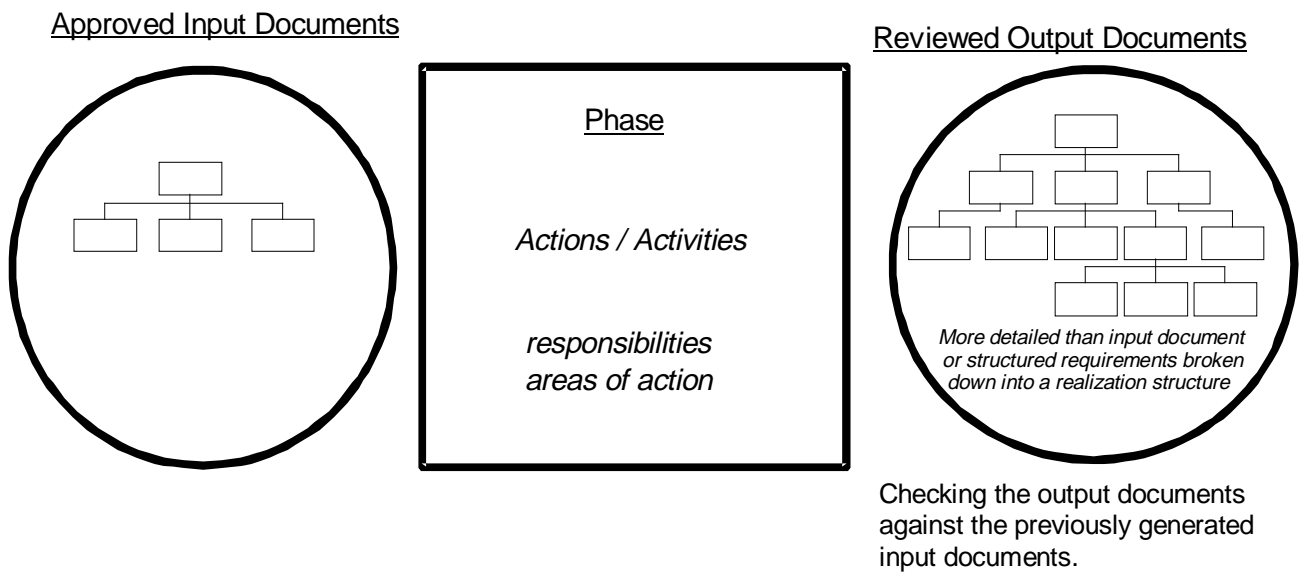 Approved Input Documents
Phase
Actions / Activities
responsibilities
areas of action
Reviewed Output Documents
More detailed than input document
or structured requirements broken
down into a realization structure
Checking the output documents
against the previously generated
input documents.